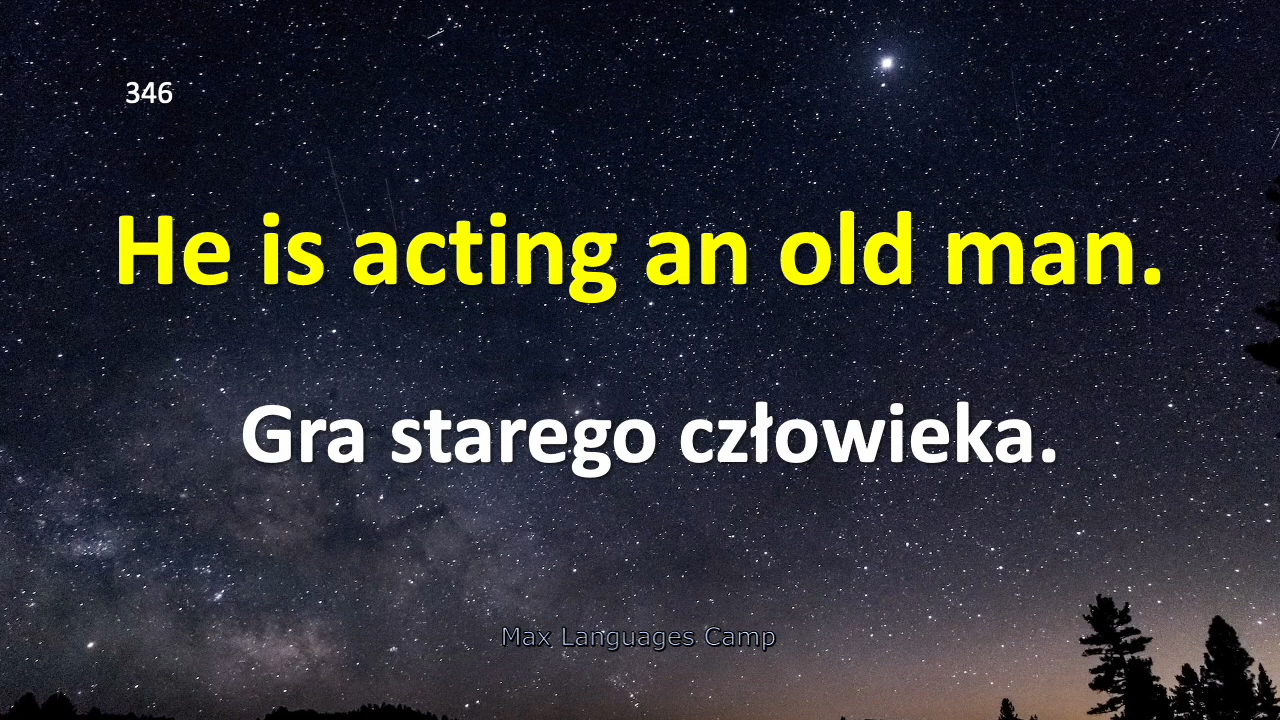 346
He is acting an old man.
Gra starego człowieka.
Max Languages Camp